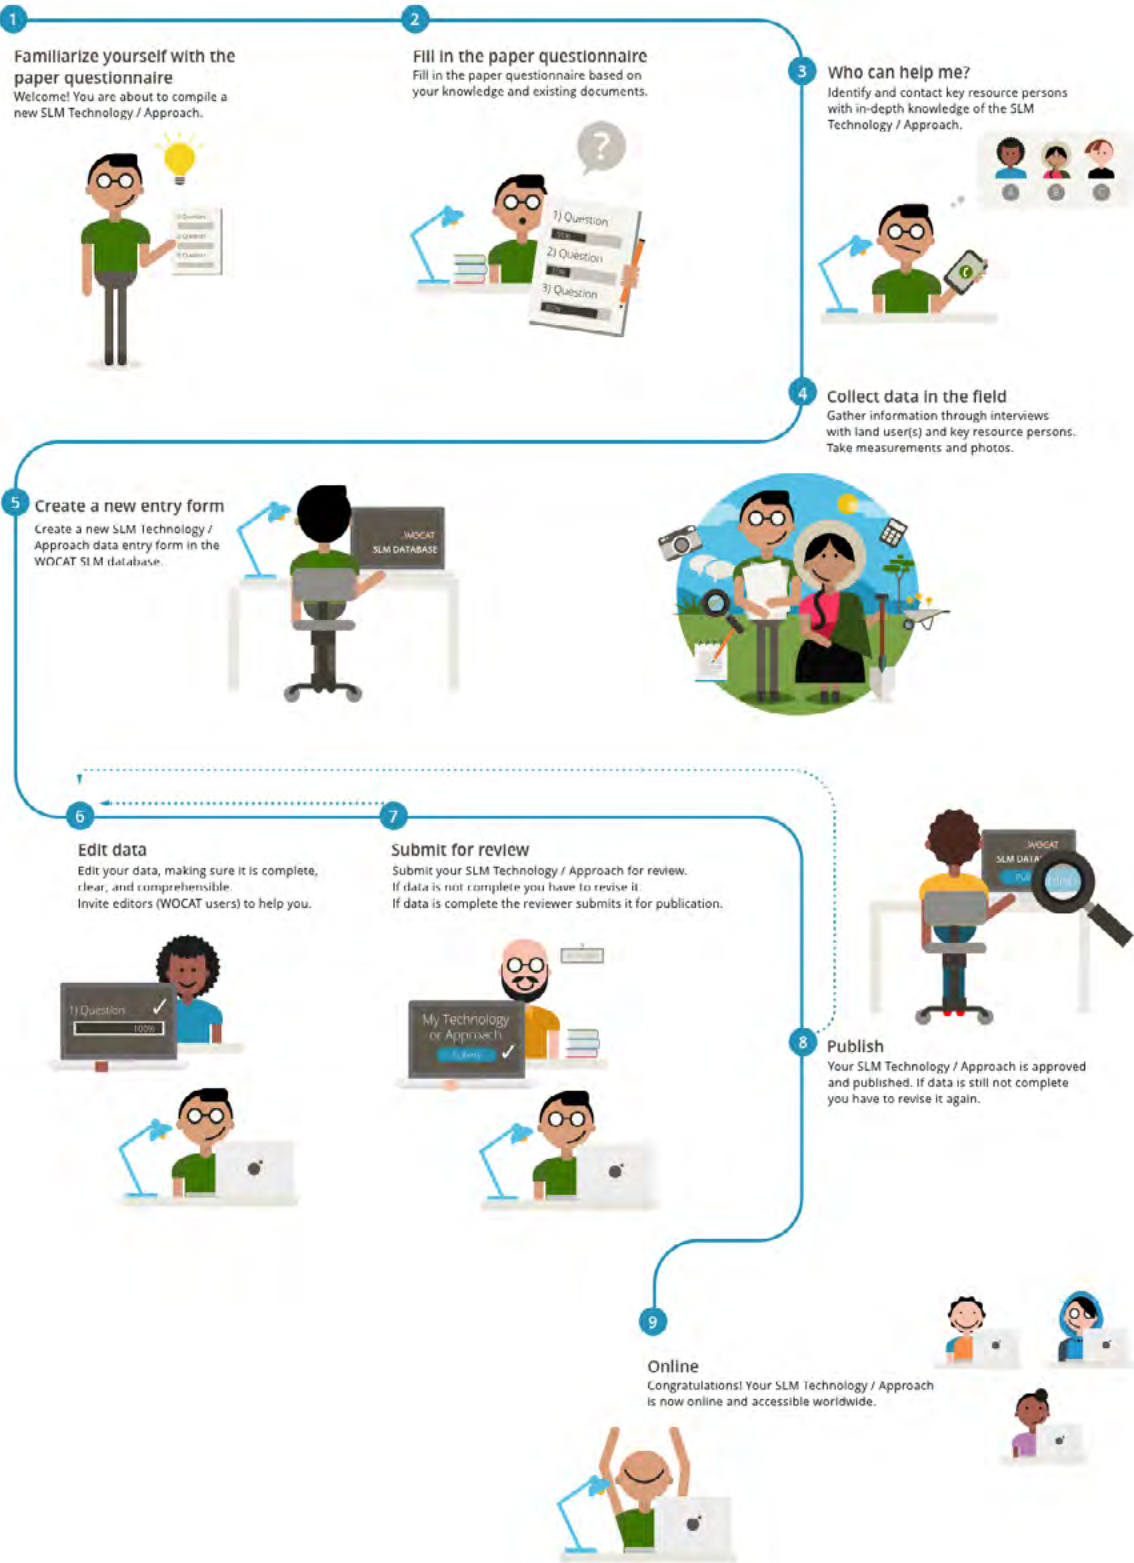 1
Familiarize yourself with the
paper questionnaire
Welcome! You are about to compile a
new SLM Technology / Approach.
1) Question
2) Question
3) Question
2
Fill in the paper questionnaire
Fill in the paper questionnaire based on
your knowledge and existing documents.
?
1) Question
2) Question
3) Question
3
Who can help me?
Identify and contact key resource persons
with in-depth knowledge of the SLM
Technology / Approach.
A B C
4
Collect data in the field
Gather information through interviews
with land user(s) and key resource persons.
Take measurements and photos.
5
Create a new entry form
Create a new SLM Technology /
Approach data entry form in the
WOCAT SLM database.
WOCAT
SLM DATABASE
6
Edit data
Edit your data, making sure it is complete,
clear, and comprehensible.
Invite editors (WOCAT users) to help you.
1) Question
100%
7
Submit for review
Submit your SLM Technology / Approach for review.
If data is not complete you have to revise it.
If data is complete the reviewer submits it for publication.
My Technology
or Approach
Submit
WOCAT
SLM DATA
8
Publish
Your SLM Technology / Approach is approved
and published. If data is still not complete
you have to revise it again.
9
Online
Congratulations! Your SLM Technology / Approach
is now online and accessible worldwide.